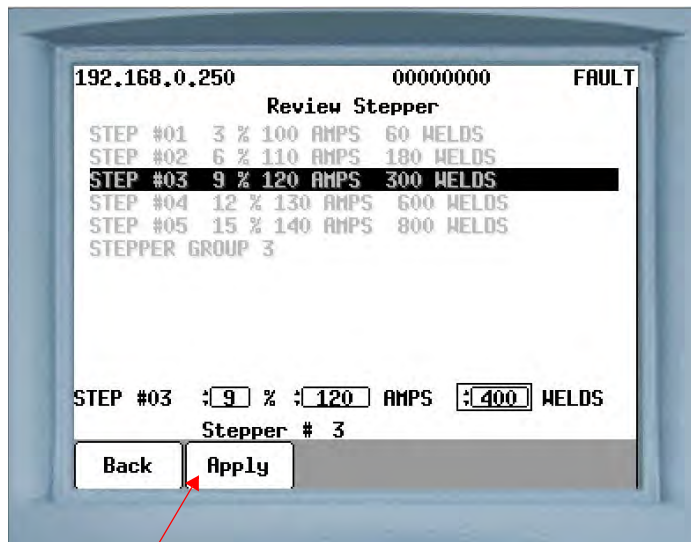 192.168.0.250 00000000 FAULT
Review Stepper
STEP #01 3 % 100 AMPS 60 WELDS
STEP #02 6 % 110 AMPS 180 WELDS
STEP #03 9 % 120 AMPS 300 WELDS
STEP #04 12 % 130 AMPS 600 WELDS
STEP #05 15 % 140 AMPS 800 WELDS
STEPPER GROUP 3
STEP #03 9 % 120 AMPS 400 WELDS
Stepper # 3
Back Apply